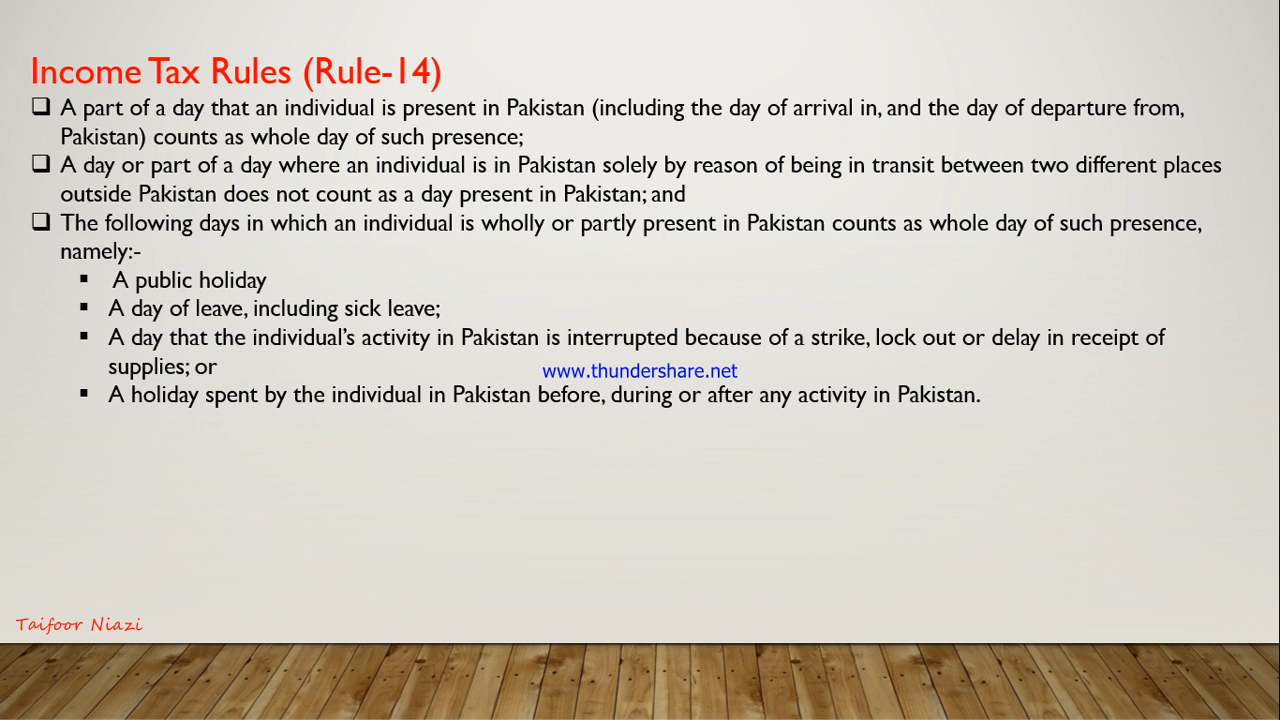 Income Tax Rules (Rule-14)
❑ A part of a day that an individual is present in Pakistan (including the day of arrival in, and the day of departure from,
Pakistan) counts as whole day of such presence;
❑ A day or part of a day where an individual is in Pakistan solely by reason of being in transit between two different places
outside Pakistan does not count as a day present in Pakistan; and
❑ The following days in which an individual is wholly or partly present in Pakistan counts as whole day of such presence,
namely:-
▪ A public holiday
▪ A day of leave, including sick leave;
▪ A day that the individual’s activity in Pakistan is interrupted because of a strike, lock out or delay in receipt of
supplies; or
www.thundershare.net
▪ A holiday spent by the individual in Pakistan before, during or after any activity in Pakistan.
Taifoor Niazi